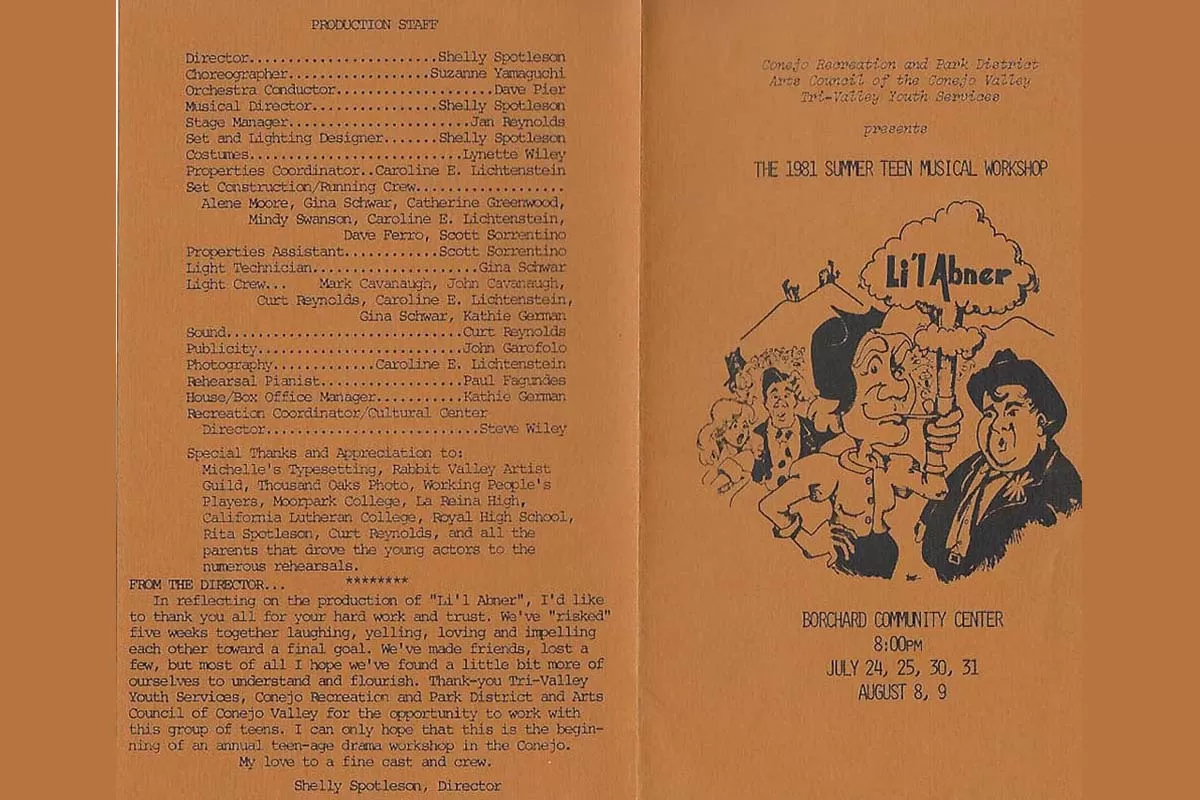 PRODUCTION STAFF
Director........................Shelly Spotleson
Choreographer..................Suzanne Yamaguchi
Orchestra Conductor....................Dave Pier
Musical Director................Shelly Spotleson
Stage Manager.......................Jan Reynolds
Set and Lighting Designer.......Shelly Spotleson
Costumes...........................Lynette Wiley
Properties Coordinator..Caroline E. Lichtenstein
Set Construction/Running Crew...................
Alene Moore, Gina Schwar, Catherine Greenwood,
Mindy Swanson, Caroline E. Lichtenstein,
Dave Ferro, Scott Sorrentino
Properties Assistant............Scott Sorrentino
Light Technician.....................Gina Schwar
Light Crew... Mark Cavanaugh, John Cavanaugh,
Curt Reynolds, Caroline E. Lichtenstein,
Gina Schwar, Kathie German
Sound..............................Curt Reynolds
Publicity..........................John Garofolo
Photography.............Caroline E. Lichtenstein
Rehearsal Pianist..................Paul Fagundes
House/Box Office Manager...........Kathie German
Recreation Coordinator/Cultural Center
Director...........................Steve Wiley
Special Thanks and Appreciation to:
Michelle's Typesetting, Rabbit Valley Artist
Guild, Thousand Oaks Photo, Working People's
Players, Moorpark College, La Reina High,
California Lutheran College, Royal High School,
Rita Spotleson, Curt Reynolds, and all the
parents that drove the young actors to the
numerous rehearsals.
FROM THE DIRECTOR... ********
In reflecting on the production of "Li'l Abner", I'd like
to thank you all for your hard work and trust. We've "risked"
five weeks together laughing, yelling, loving and impelling
each other toward a final goal. We've made friends, lost a
few, but most of all I hope we've found a little bit more of
ourselves to understand and flourish. Thank-you Tri-Valley
Youth Services, Conejo Recreation and Park District and Arts
Council of Conejo Valley for the opportunity to work with
this group of teens. I can only hope that this is the begin-
ning of an annual teen-age drama workshop in the Conejo.
My love to a fine cast and crew.
Shelly Spotleson, Director
Conejo Recreation and Park District
Arts Council of the Conejo Valley
Tri-Valley Youth Services
presents
THE 1981 SUMMER TEEN MUSICAL WORKSHOP
Li'l Abner
BORCHARD COMMUNITY CENTER
8:00PM
JULY 24, 25, 30, 31
AUGUST 8, 9